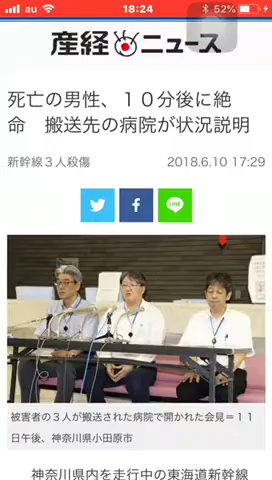 au 18:24 52%
産経ニュース
死亡の男性、１０分後に絶
命　搬送先の病院が状況説明
新幹線３人殺傷 2018.6.10 17:29
LINE
被害者の３人が搬送された病院で開かれた会見＝１１
日午後、神奈川県小田原市
神奈川県内を走行中の東海道新幹線